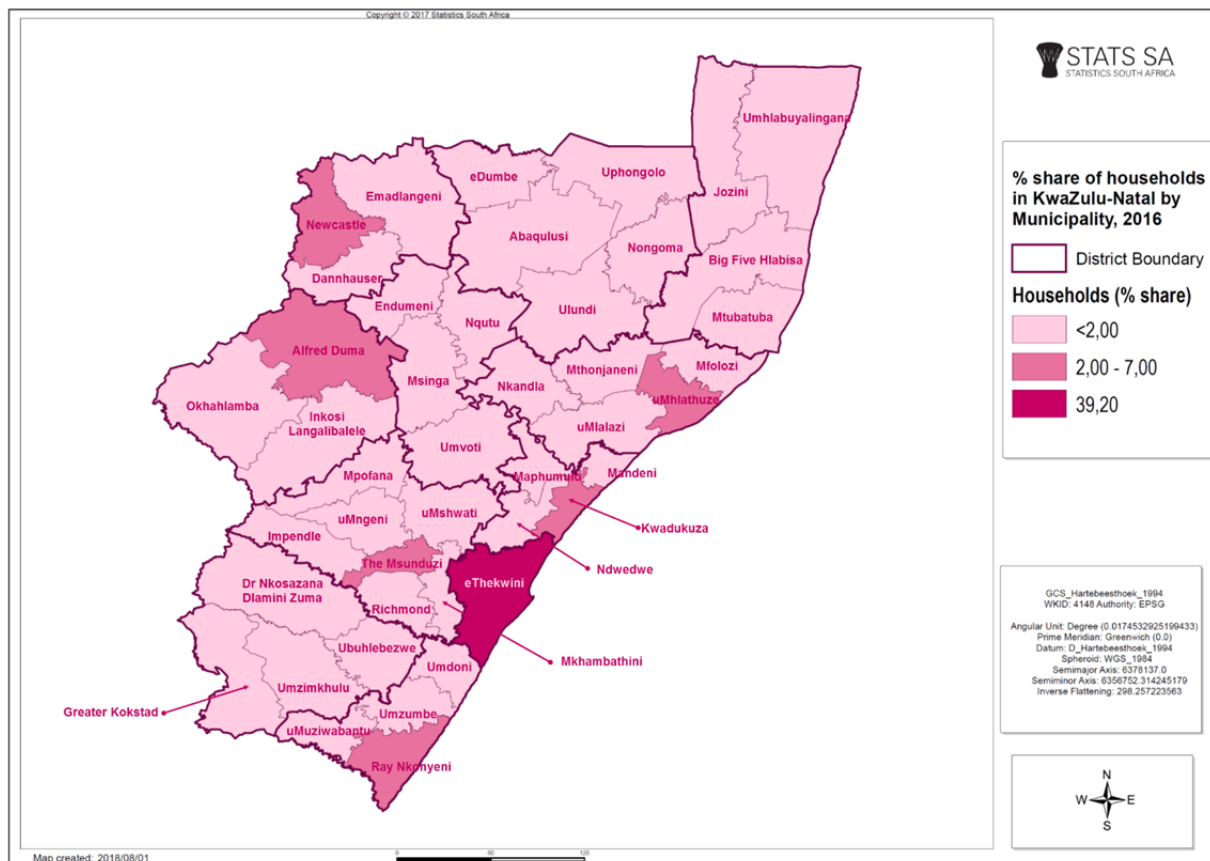 Copyright © 2017 Statistics South Africa
STATS SA
STATISTICS SOUTH AFRICA
% share of households
in KwaZulu-Natal by
Municipality, 2016
District Boundary
Households (% share)
<2,00
2,00 - 7,00
39,20
Umhlabuyalingana
eDumbe
Uphongolo
Emadlangeni
Jozini
Newcastle
Abaqulusi
Nongoma
Big Five Hlabisa
Dannhauser
Endumeni
Ulundi
Mtubatuba
Nqutu
Alfred Duma
Mthonjaneni
Mfolozi
Msinga
Nkandla
uMhlathuze
Okhahlamba
Inkosi
Langalibalele
uMlalazi
Umvoti
Mpofana
Maphumulo
Mandeni
uMshwati
uMngeni
Kwadukuza
Impendle
The Msunduzi
Ndwedwe
eThekwini
Dr Nkosazana
Dlamini Zuma
Richmond
Ubuhlebezwe
Mkhambathini
Umdoni
Umzimkhulu
Greater Kokstad
Umzumbe
uMuziwabantu
Ray Nkonyeni
GCS_Hartebeesthoek_1994
WKID: 4148 Authority: EPSG
Angular Unit: Degree (0.0174532925199433)
Prime Meridian: Greenwich (0.0)
Datum: D_Hartebeesthoek_1994
Spheroid: WGS_1984
Semimajor Axis: 6378137.0
Semiminor Axis: 6356752.314245179
Inverse Flattening: 298.257223563
N
W E
S
Map created: 2018/08/01
0 60 120